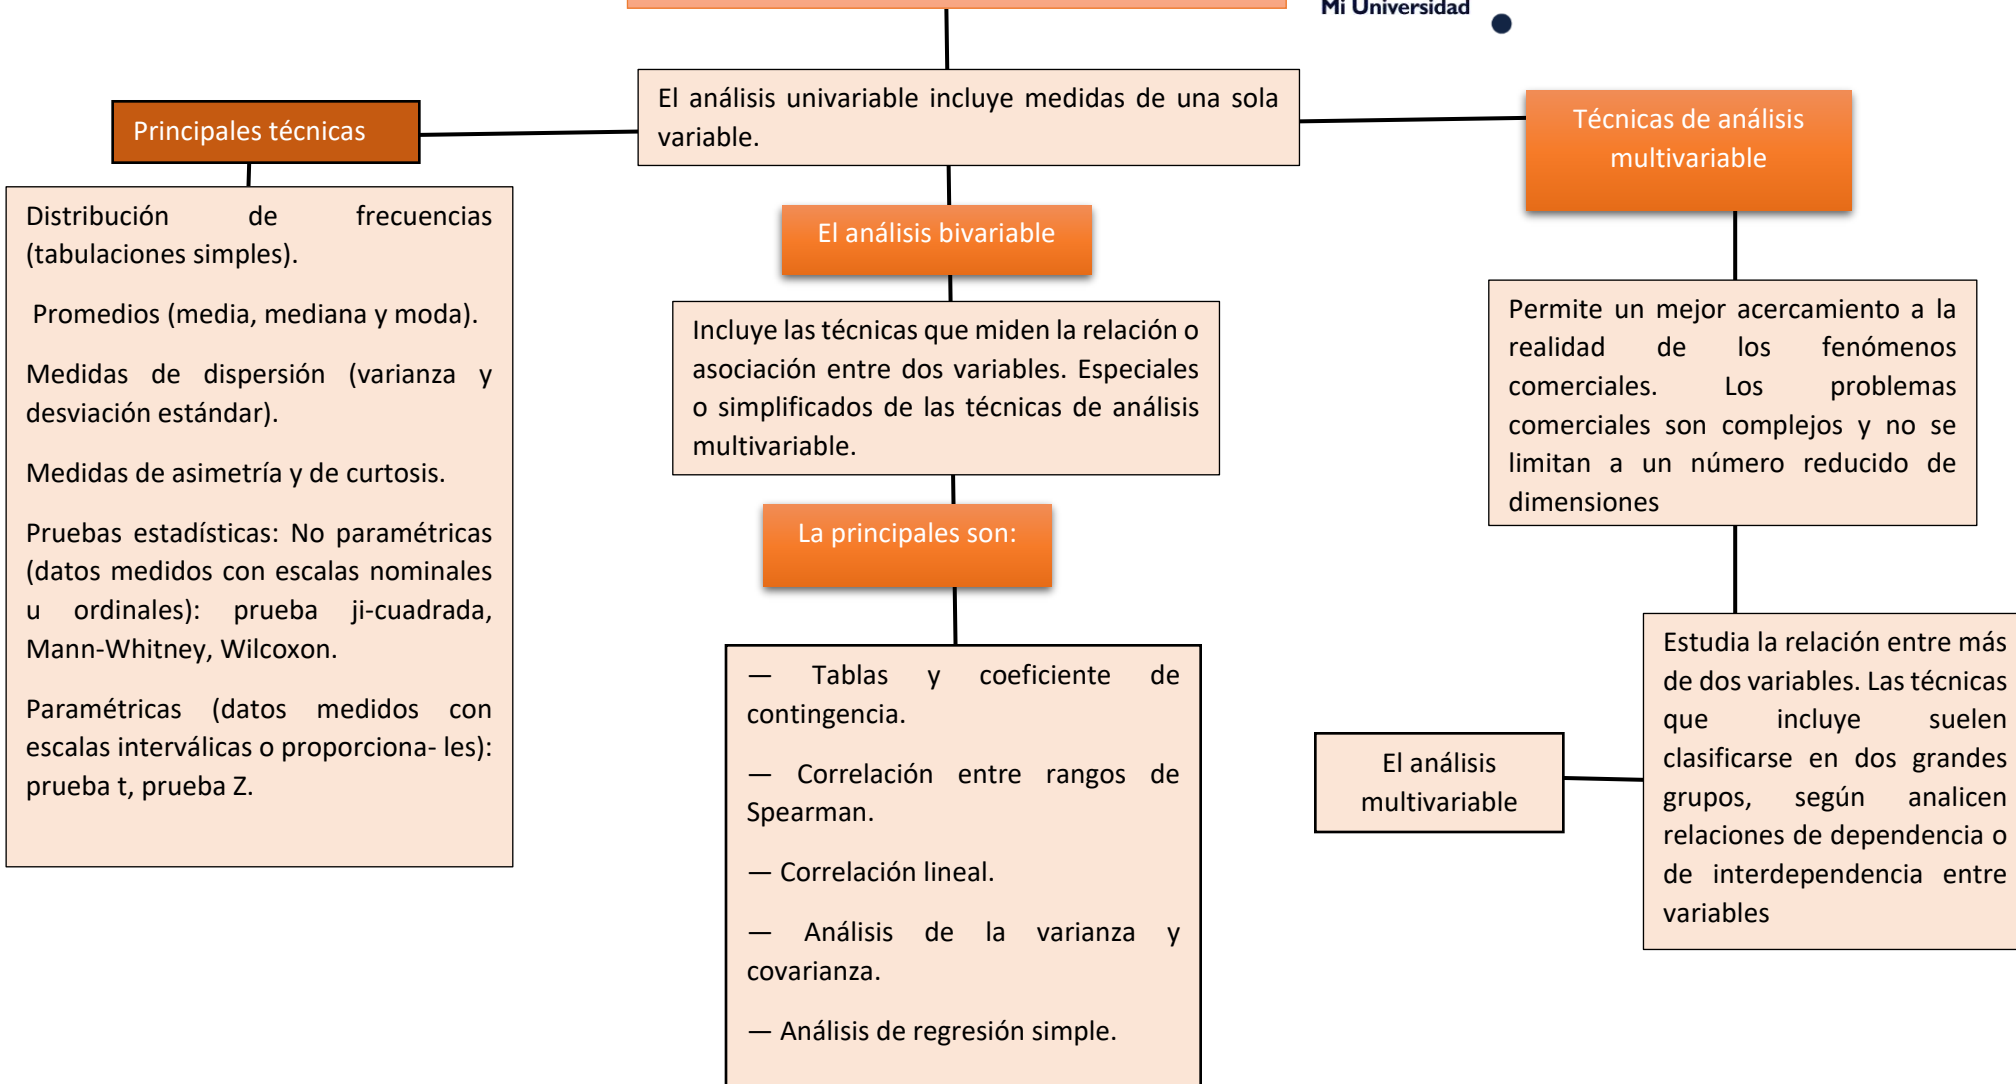 Mi Universidad
El análisis univariable incluye medidas de una sola
variable.
Principales técnicas
Distribución de frecuencias
(tabulaciones simples).
Promedios (media, mediana y moda).
Medidas de dispersión (varianza y
desviación estándar).
Medidas de asimetría y de curtosis.
Pruebas estadísticas: No paramétricas
(datos medidos con escalas nominales
u ordinales): prueba ji-cuadrada,
Mann-Whitney, Wilcoxon.
Paramétricas (datos medidos con
escalas interválicas o proporciona- les):
prueba t, prueba Z.
El análisis bivariable
Incluye las técnicas que miden la relación o
asociación entre dos variables. Especiales
o simplificados de las técnicas de análisis
multivariable.
La principales son:
— Tablas y coeficiente de
contingencia.
— Correlación entre rangos de
Spearman.
— Correlación lineal.
— Análisis de la varianza y
covarianza.
— Análisis de regresión simple.
Técnicas de análisis
multivariable
Permite un mejor acercamiento a la
realidad de los fenómenos
comerciales. Los problemas
comerciales son complejos y no se
limitan a un número reducido de
dimensiones
Estudia la relación entre más
de dos variables. Las técnicas
que incluye suelen
clasificarse en dos grandes
grupos, según analicen
relaciones de dependencia o
de interdependencia entre
variables
El análisis
multivariable